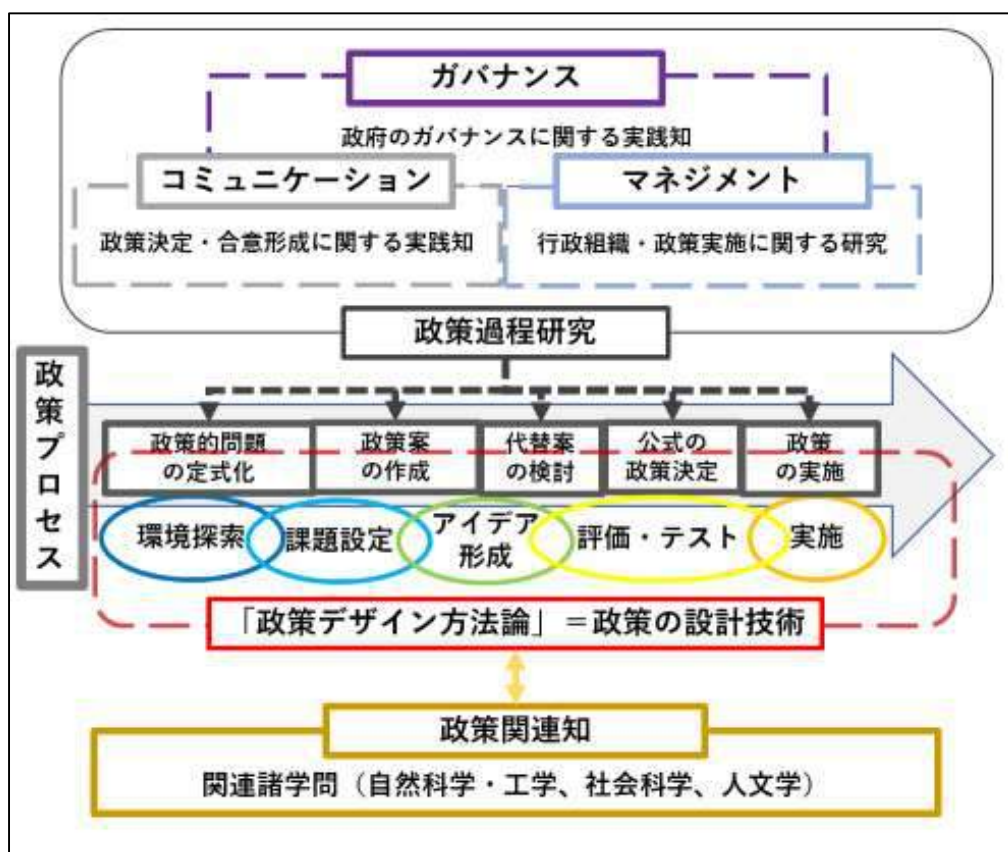 ガバナンス
政府のガバナンスに関する実践知
コミュニケーション
マネジメント
政策決定・合意形成に関する実践知
行政組織・政策実施に関する研究
政策過程研究
政策プロセス
政策的問題
の定式化
政策案
の作成
代替案
の検討
公式の
政策決定
政策
の実施
環境探索
課題設定
アイデア
形成
評価・テスト
実施
「政策デザイン方法論」＝政策の設計技術
政策関連知
関連諸学問（自然科学・工学、社会科学、人文学）